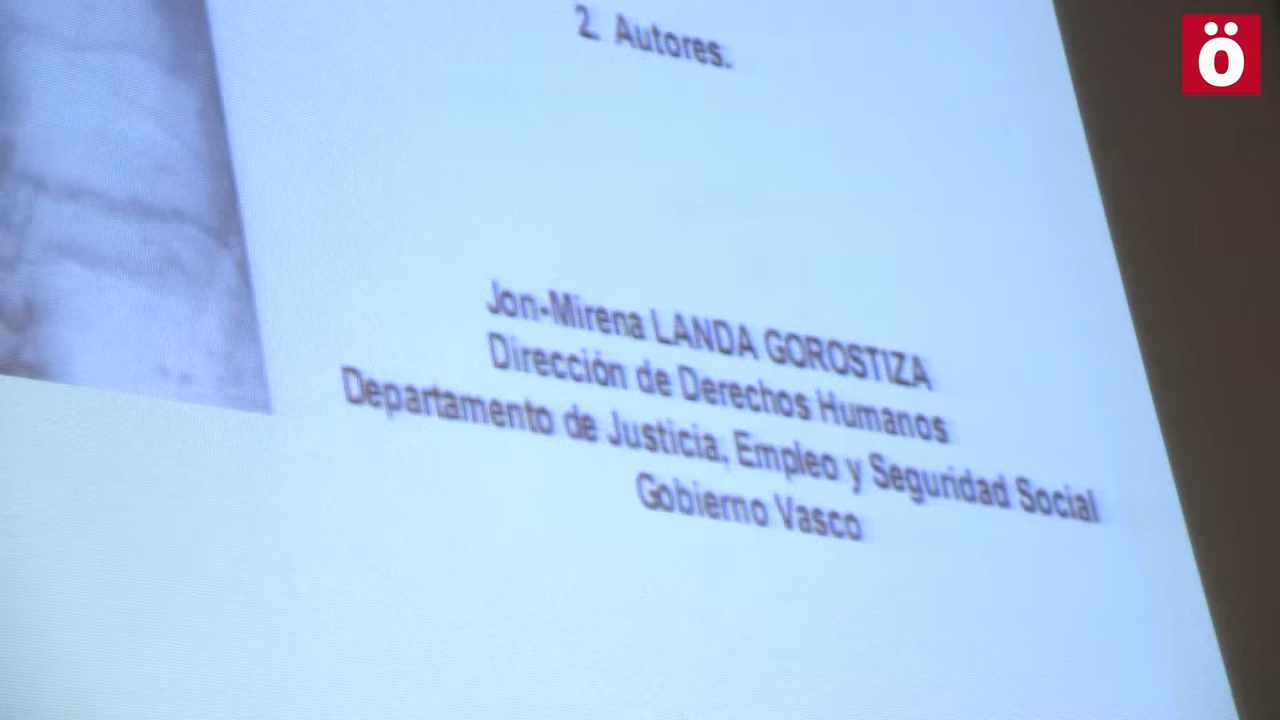 2. Autores.
ö
Jon-Mirena LANDA GOROSTIZA
Dirección de Derechos Humanos
Departamento de Justicia, Empleo y Seguridad Social
Gobierno Vasco